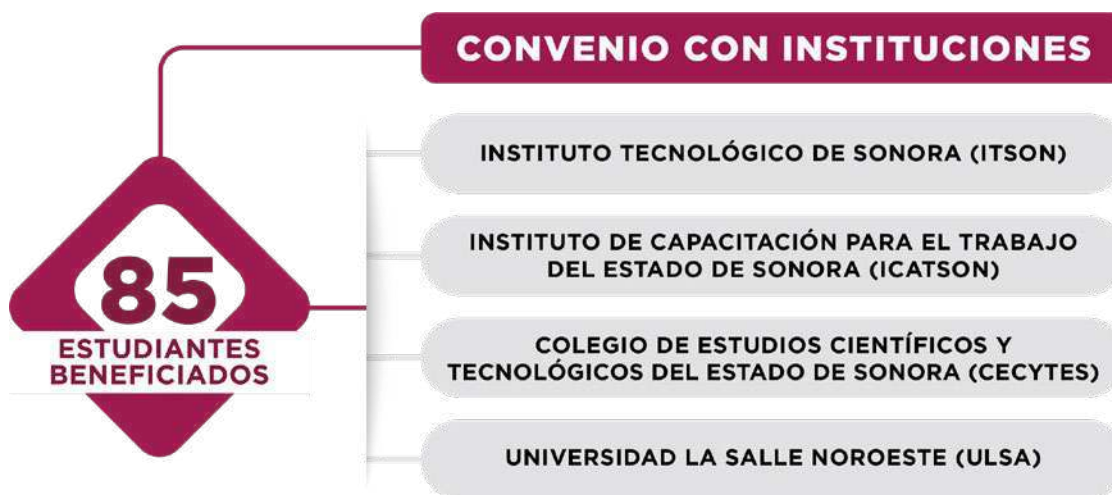 CONVENIO CON INSTITUCIONES
85
ESTUDIANTES
BENEFICIADOS
INSTITUTO TECNOLÓGICO DE SONORA (ITSON)
INSTITUTO DE CAPACITACIÓN PARA EL TRABAJO
DEL ESTADO DE SONORA (ICATSON)
COLEGIO DE ESTUDIOS CIENTÍFICOS Y
TECNOLÓGICOS DEL ESTADO DE SONORA (CECYTES)
UNIVERSIDAD LA SALLE NOROESTE (ULSA)